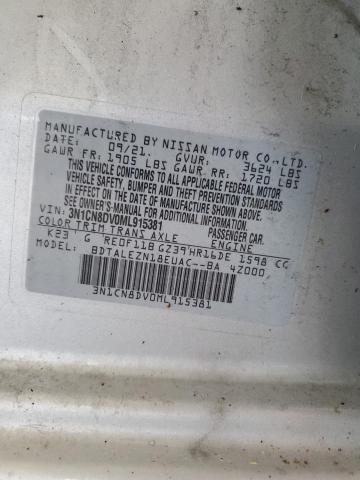 MANUFACTURED BY NISSAN MOTOR CO., LTD.
DATE: 09/21. GVWR: 3624 LBS
GAWR FR: 1905 LBS GAWR RR: 1720 LBS
THIS VEHICLE CONFORMS TO ALL APPLICABLE FEDERAL MOTOR
VEHICLE SAFETY, BUMPER AND THEFT PREVENTION STANDARDS
IN EFFECT ON THE DATE OF MANUFACTURE SHOWN ABOVE.
SEE OWNER'S MANUAL FOR ADDITIONAL
VIN: 3N1CN8DV0ML915381 PASSENGER CAR.
COLOR TRIM TRANS AXLE ENGINE
K23 G RE0F11B GZ39 HR16DE 1598 CC
MODEL: BDTALEZN18EUAC--BA 4Z000
3N1CN8DV0ML915381